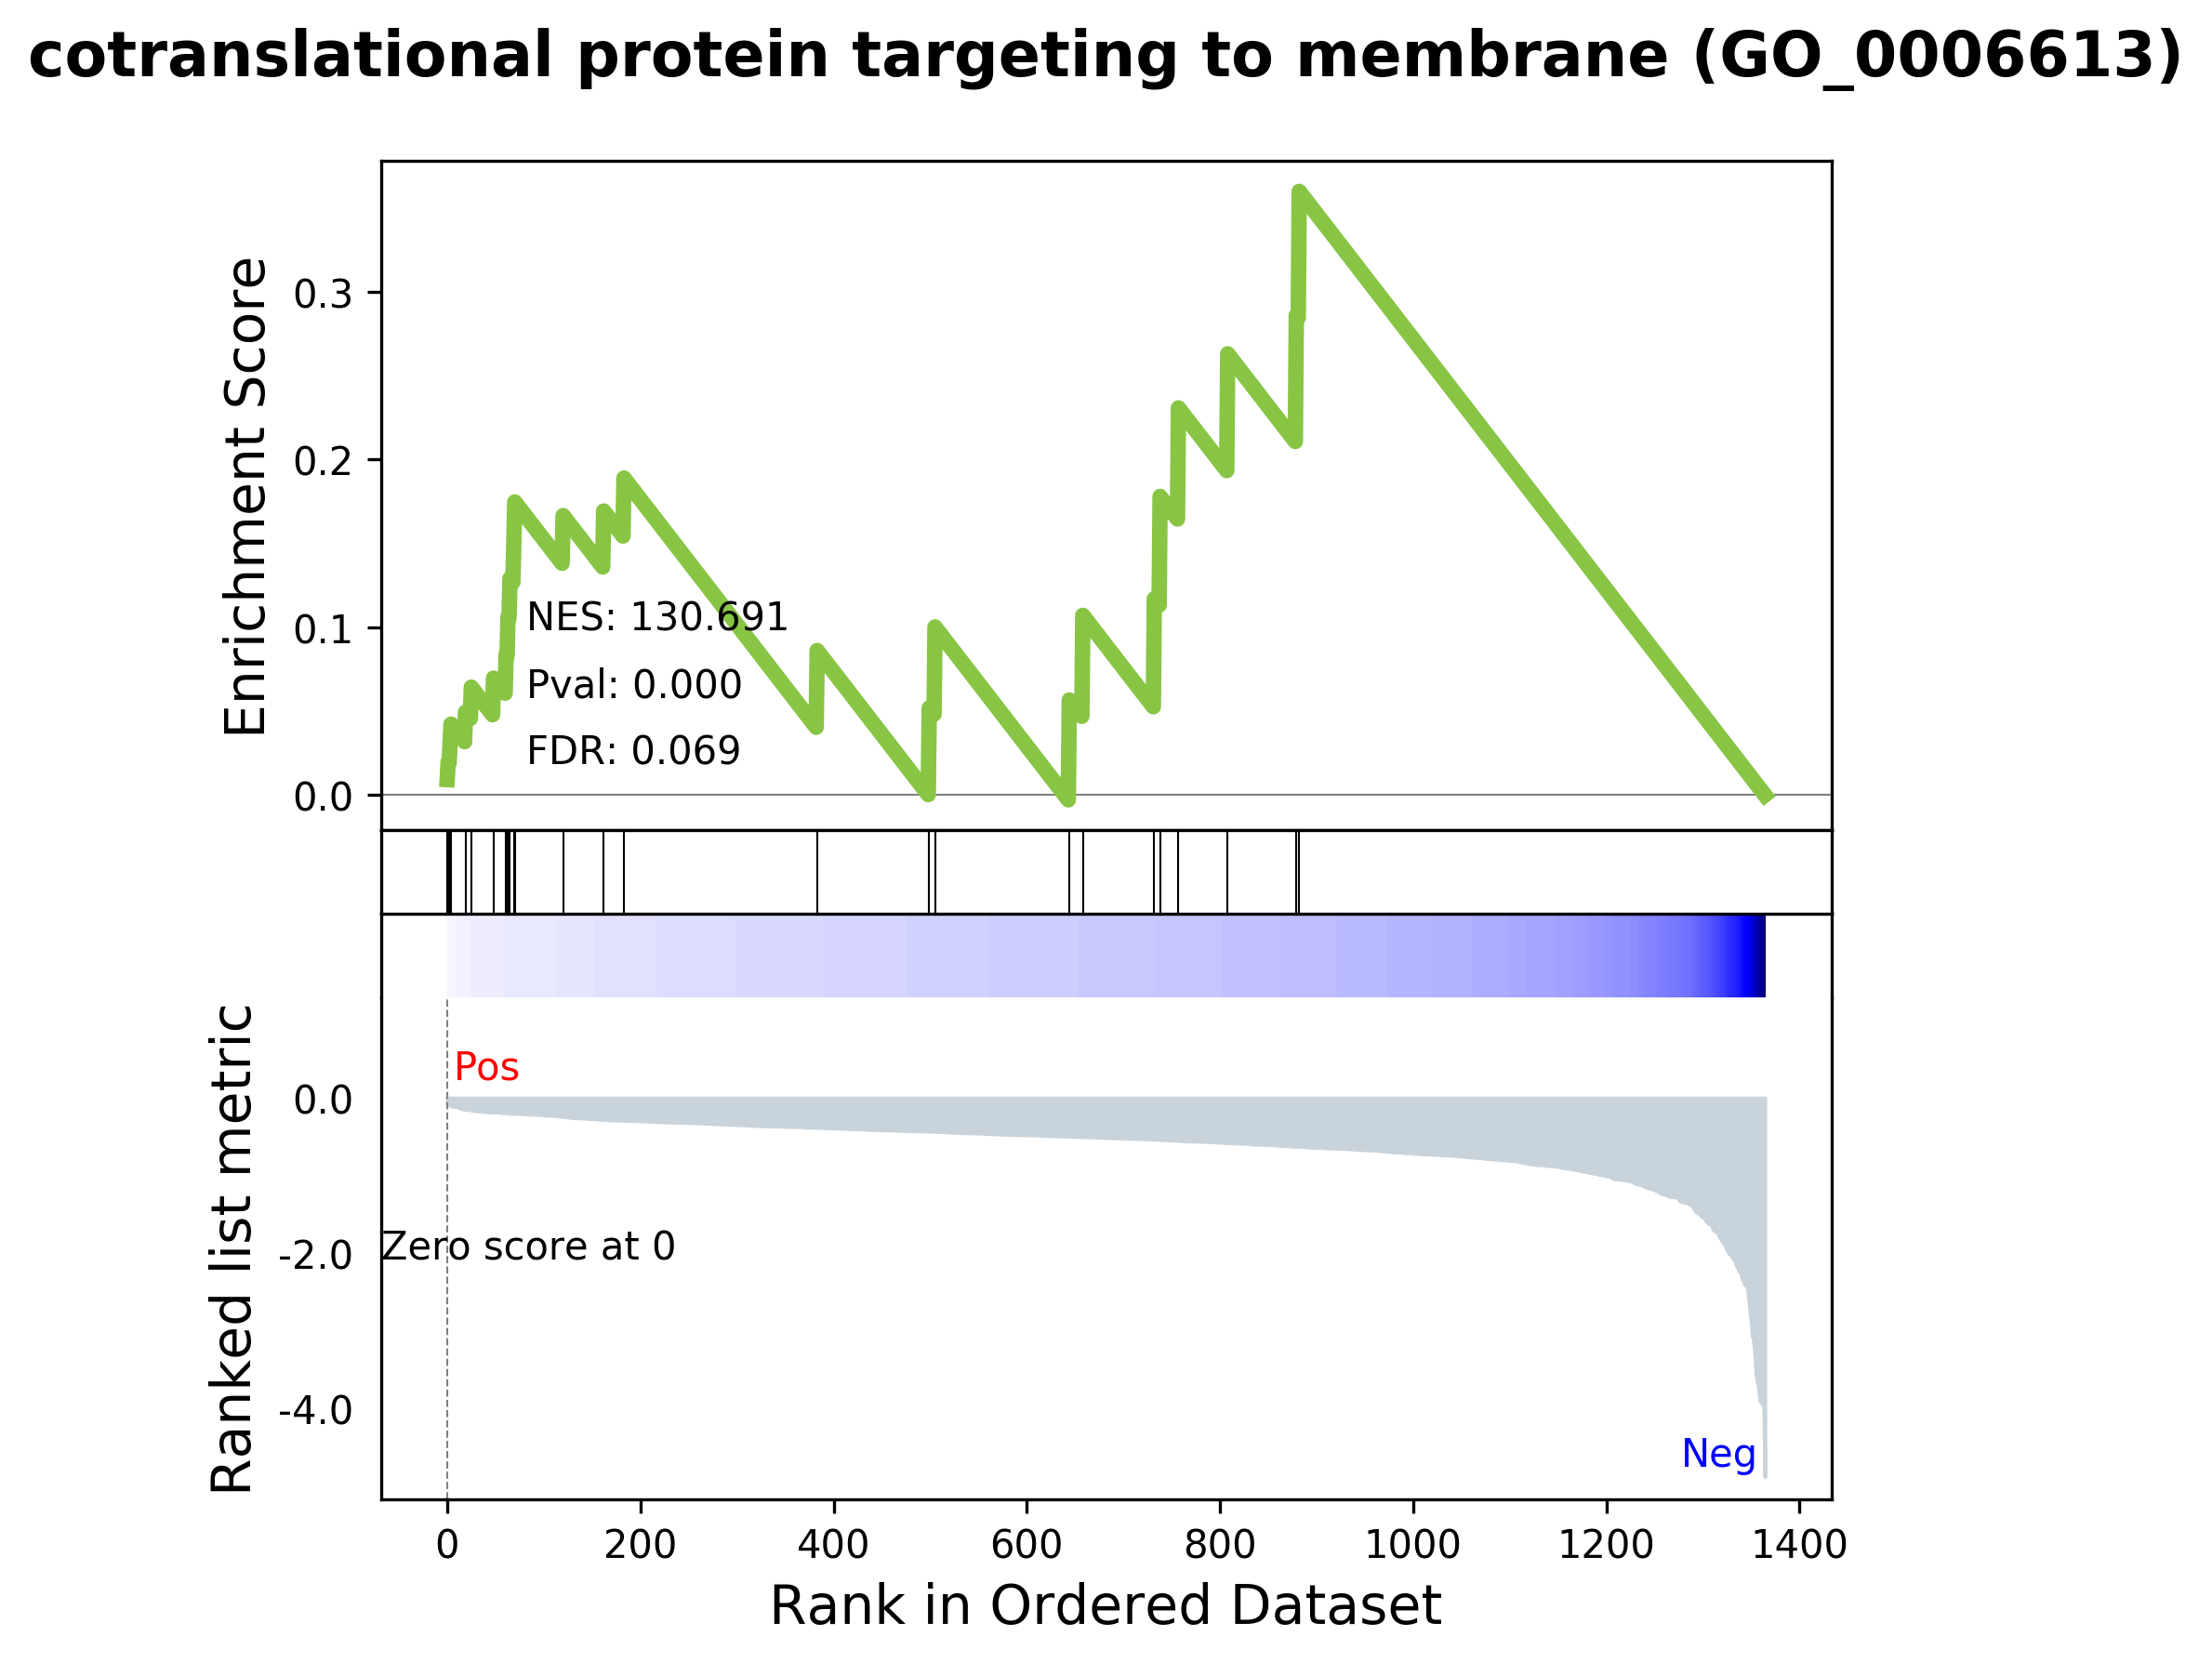 cotranslational protein targeting to membrane (GO_0006613)
Enrichment Score
0.3
0.2
0.1
0.0
NES: 130.691
Pval: 0.000
FDR: 0.069
Ranked list metric
0.0
-2.0
-4.0
Pos
Zero score at 0
Neg
0 200 400 600 800 1000 1200 1400
Rank in Ordered Dataset